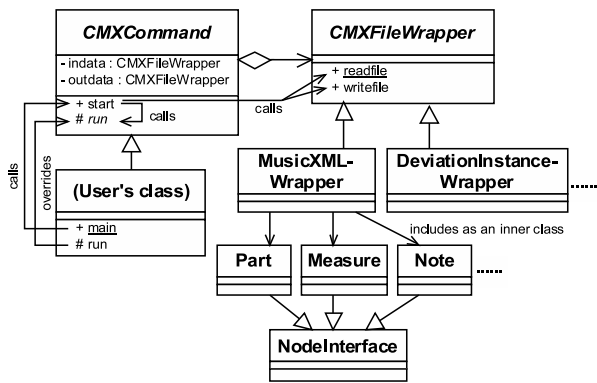 CMXCommand
- indata : CMXFileWrapper
- outdata : CMXFileWrapper
+ start
# run
calls
CMXFileWrapper
+ readfile
+ writefile
calls
calls
overrides
(User's class)
+ main
# run
MusicXML-
Wrapper
DeviationInstance-
Wrapper
......
includes as an inner class
Part
Measure
Note
......
NodeInterface